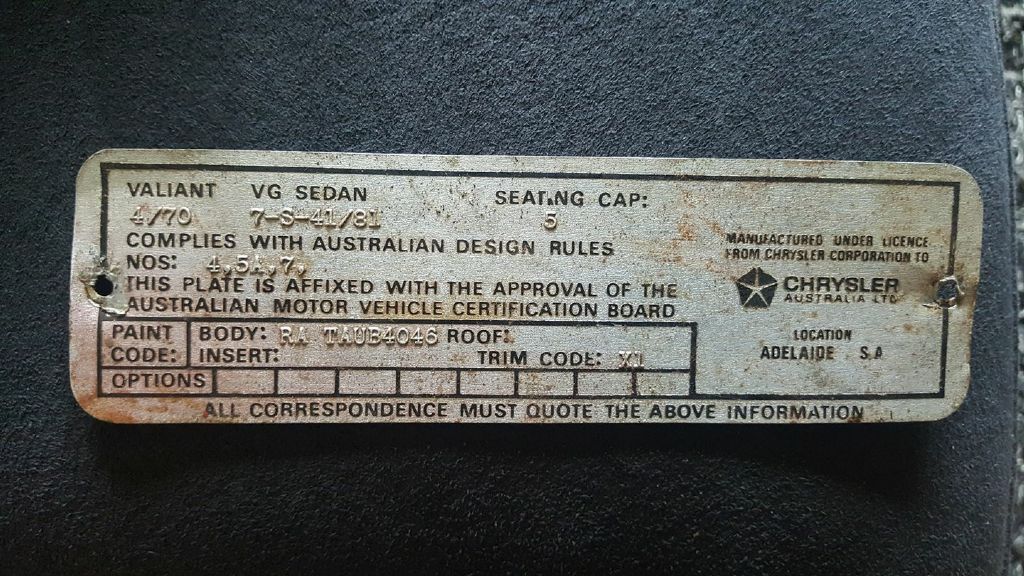 VALIANT VG SEDAN SEATING CAP:
4/70 7-S-41/81 5
COMPLIES WITH AUSTRALIAN DESIGN RULES
NOS: 4,5A,7,
THIS PLATE IS AFFIXED WITH THE APPROVAL OF THE
AUSTRALIAN MOTOR VEHICLE CERTIFICATION BOARD
MANUFACTURED UNDER LICENCE
FROM CHRYSLER CORPORATION TO
CHRYSLER
AUSTRALIA LTD
LOCATION
ADELAIDE S.A
PAINT CODE: BODY: RA TAUB4046 ROOF:
INSERT: TRIM CODE: X1
OPTIONS
ALL CORRESPONDENCE MUST QUOTE THE ABOVE INFORMATION